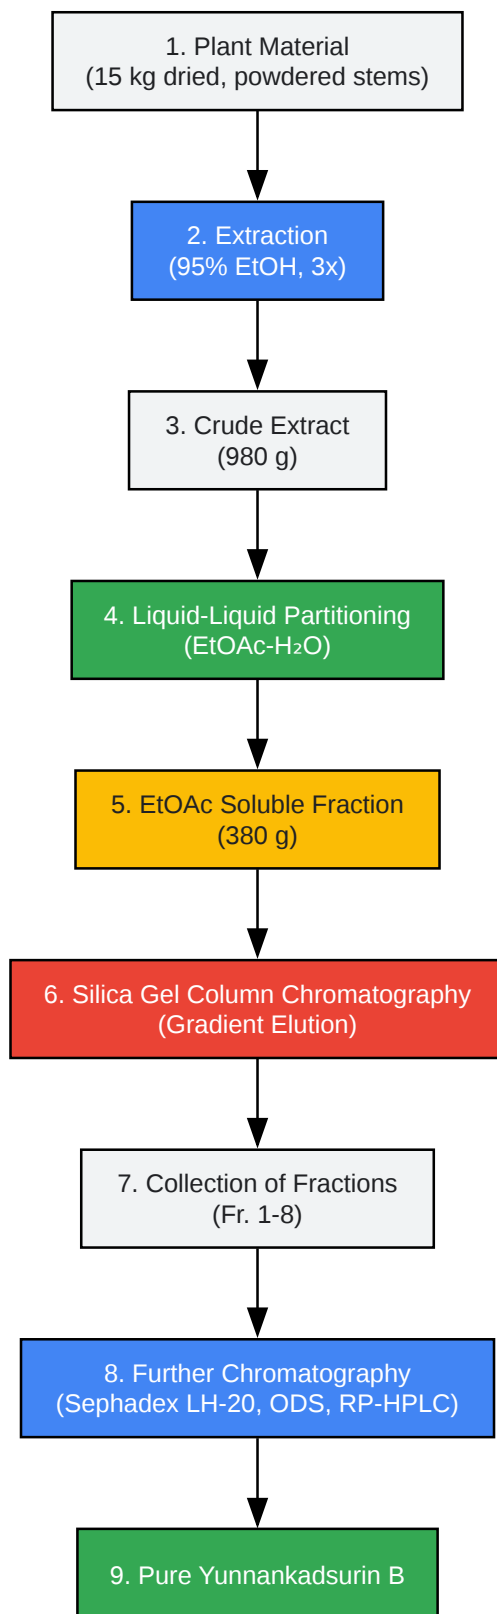 1. Plant Material
(15 kg dried, powdered stems)
2. Extraction
(95% EtOH, 3x)
3. Crude Extract
(980 g)
4. Liquid-Liquid Partitioning
(EtOAc-H₂O)
5. EtOAc Soluble Fraction
(380 g)
6. Silica Gel Column Chromatography
(Gradient Elution)
7. Collection of Fractions
(Fr. 1-8)
8. Further Chromatography
(Sephadex LH-20, ODS, RP-HPLC)
9. Pure Yunnankadsurin B